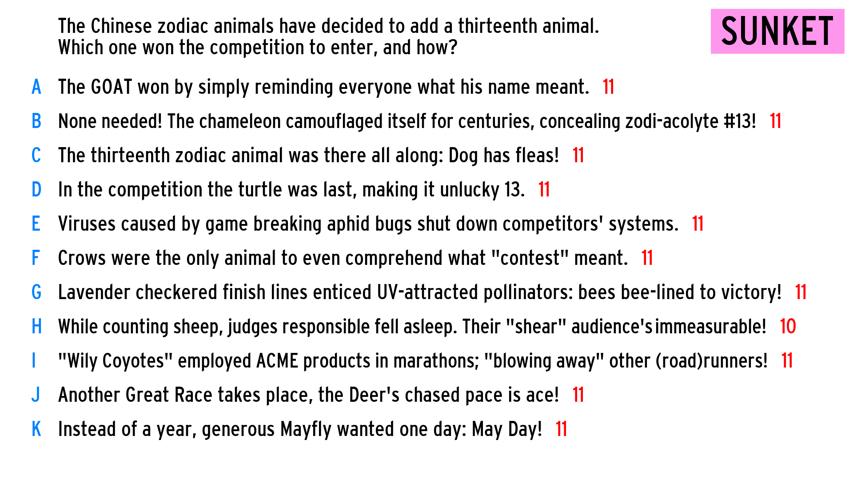 The Chinese zodiac animals have decided to add a thirteenth animal.
Which one won the competition to enter, and how?
SUNKET
A The GOAT won by simply reminding everyone what his name meant. 11
B None needed! The chameleon camouflaged itself for centuries, concealing zodi-acolyte #13! 11
C The thirteenth zodiac animal was there all along: Dog has fleas! 11
D In the competition the turtle was last, making it unlucky 13. 11
E Viruses caused by game breaking aphid bugs shut down competitors' systems. 11
F Crows were the only animal to even comprehend what "contest" meant. 11
G Lavender checkered finish lines enticed UV-attracted pollinators: bees bee-lined to victory! 11
H While counting sheep, judges responsible fell asleep. Their "shear" audience's immeasurable! 10
I "Wily Coyotes" employed ACME products in marathons; "blowing away" other (road)runners! 11
J Another Great Race takes place, the Deer's chased pace is ace! 11
K Instead of a year, generous Mayfly wanted one day: May Day! 11